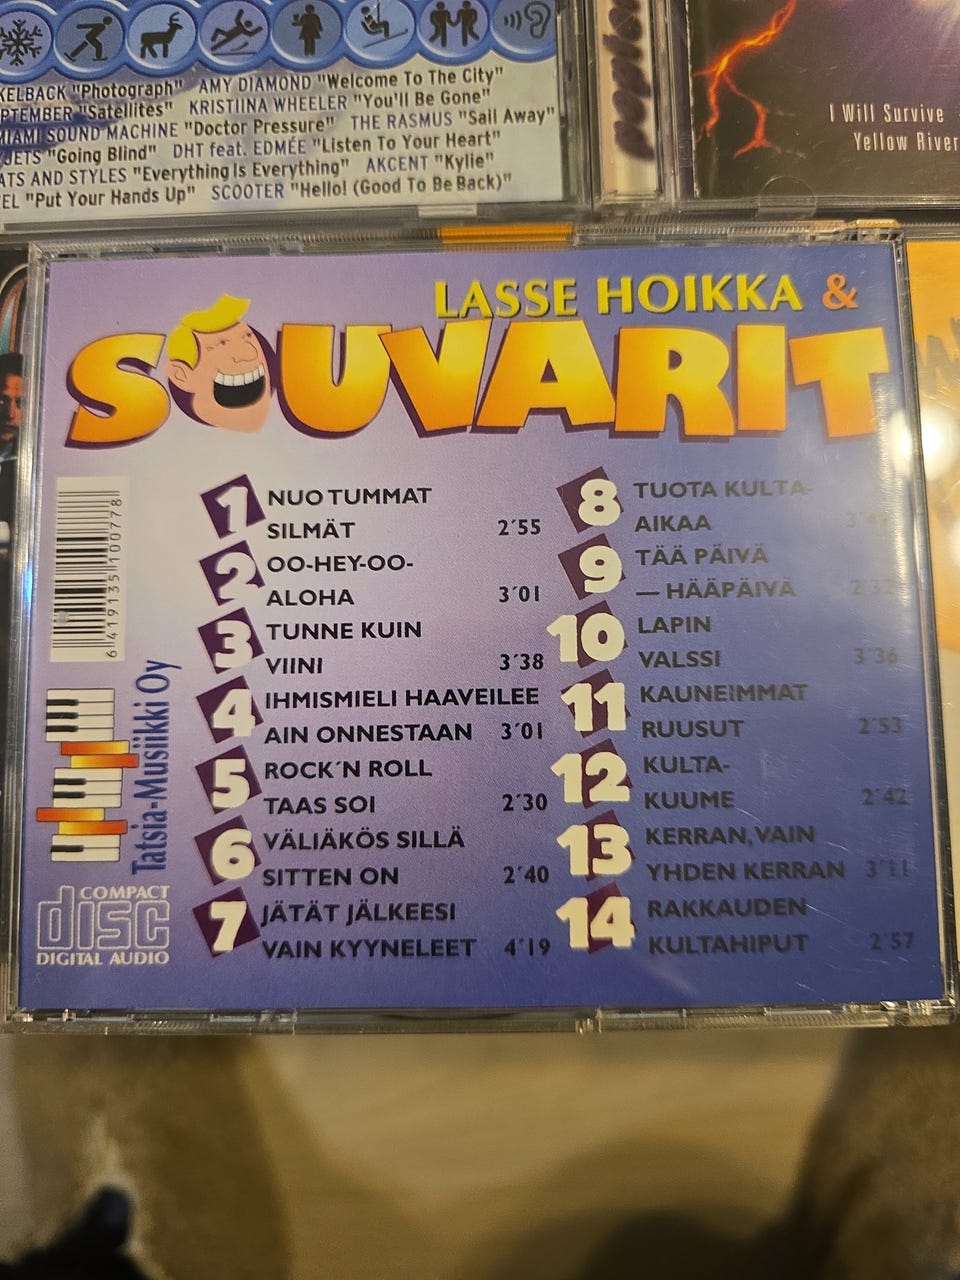 "Photograph" AMY DIAMOND "Welcome To The City"
"Satellites" KRISTIINA WHEELER "You'll Be Gone"
MIAMI SOUND MACHINE "Doctor Pressure" THE RASMUS "Sail Away"
"Going Blind" DHT feat. EDMÉE "Listen To Your Heart"
AND STYLES "Everything Is Everything" AKCENT "Kylie"
"Put Your Hands Up" SCOOTER "Hello! (Good To Be Back)"
I Will Survive
Yellow River
LASSE HOIKKA &
SOUVARIT
1 NUO TUMMAT
SILMÄT 2´55
2 OO-HEY-OO-
ALOHA 3´01
3 TUNNE KUIN
VIINI 3´38
4 IHMISMIELI HAAVEILEE
AIN ONNESTAAN 3´01
5 ROCK´N ROLL
TAAS SOI 2´30
6 VÄLIÄKÖS SILLÄ
SITTEN ON 2´40
7 JÄTÄT JÄLKEESI
VAIN KYYNELEET 4´19
8 TUOTA KULTA-
AIKAA
9 TÄÄ PÄIVÄ
— HÄÄPÄIVÄ 2´32
10 LAPIN
VALSSI 3´36
11 KAUNEIMMAT
RUUSUT 2´53
12 KULTA-
KUUME 2´42
13 KERRAN, VAIN
YHDEN KERRAN 3´11
14 RAKKAUDEN
KULTAHIPUT 2´57
6 419135 100778
Tatsia-Musiikki Oy
COMPACT
disc
DIGITAL AUDIO